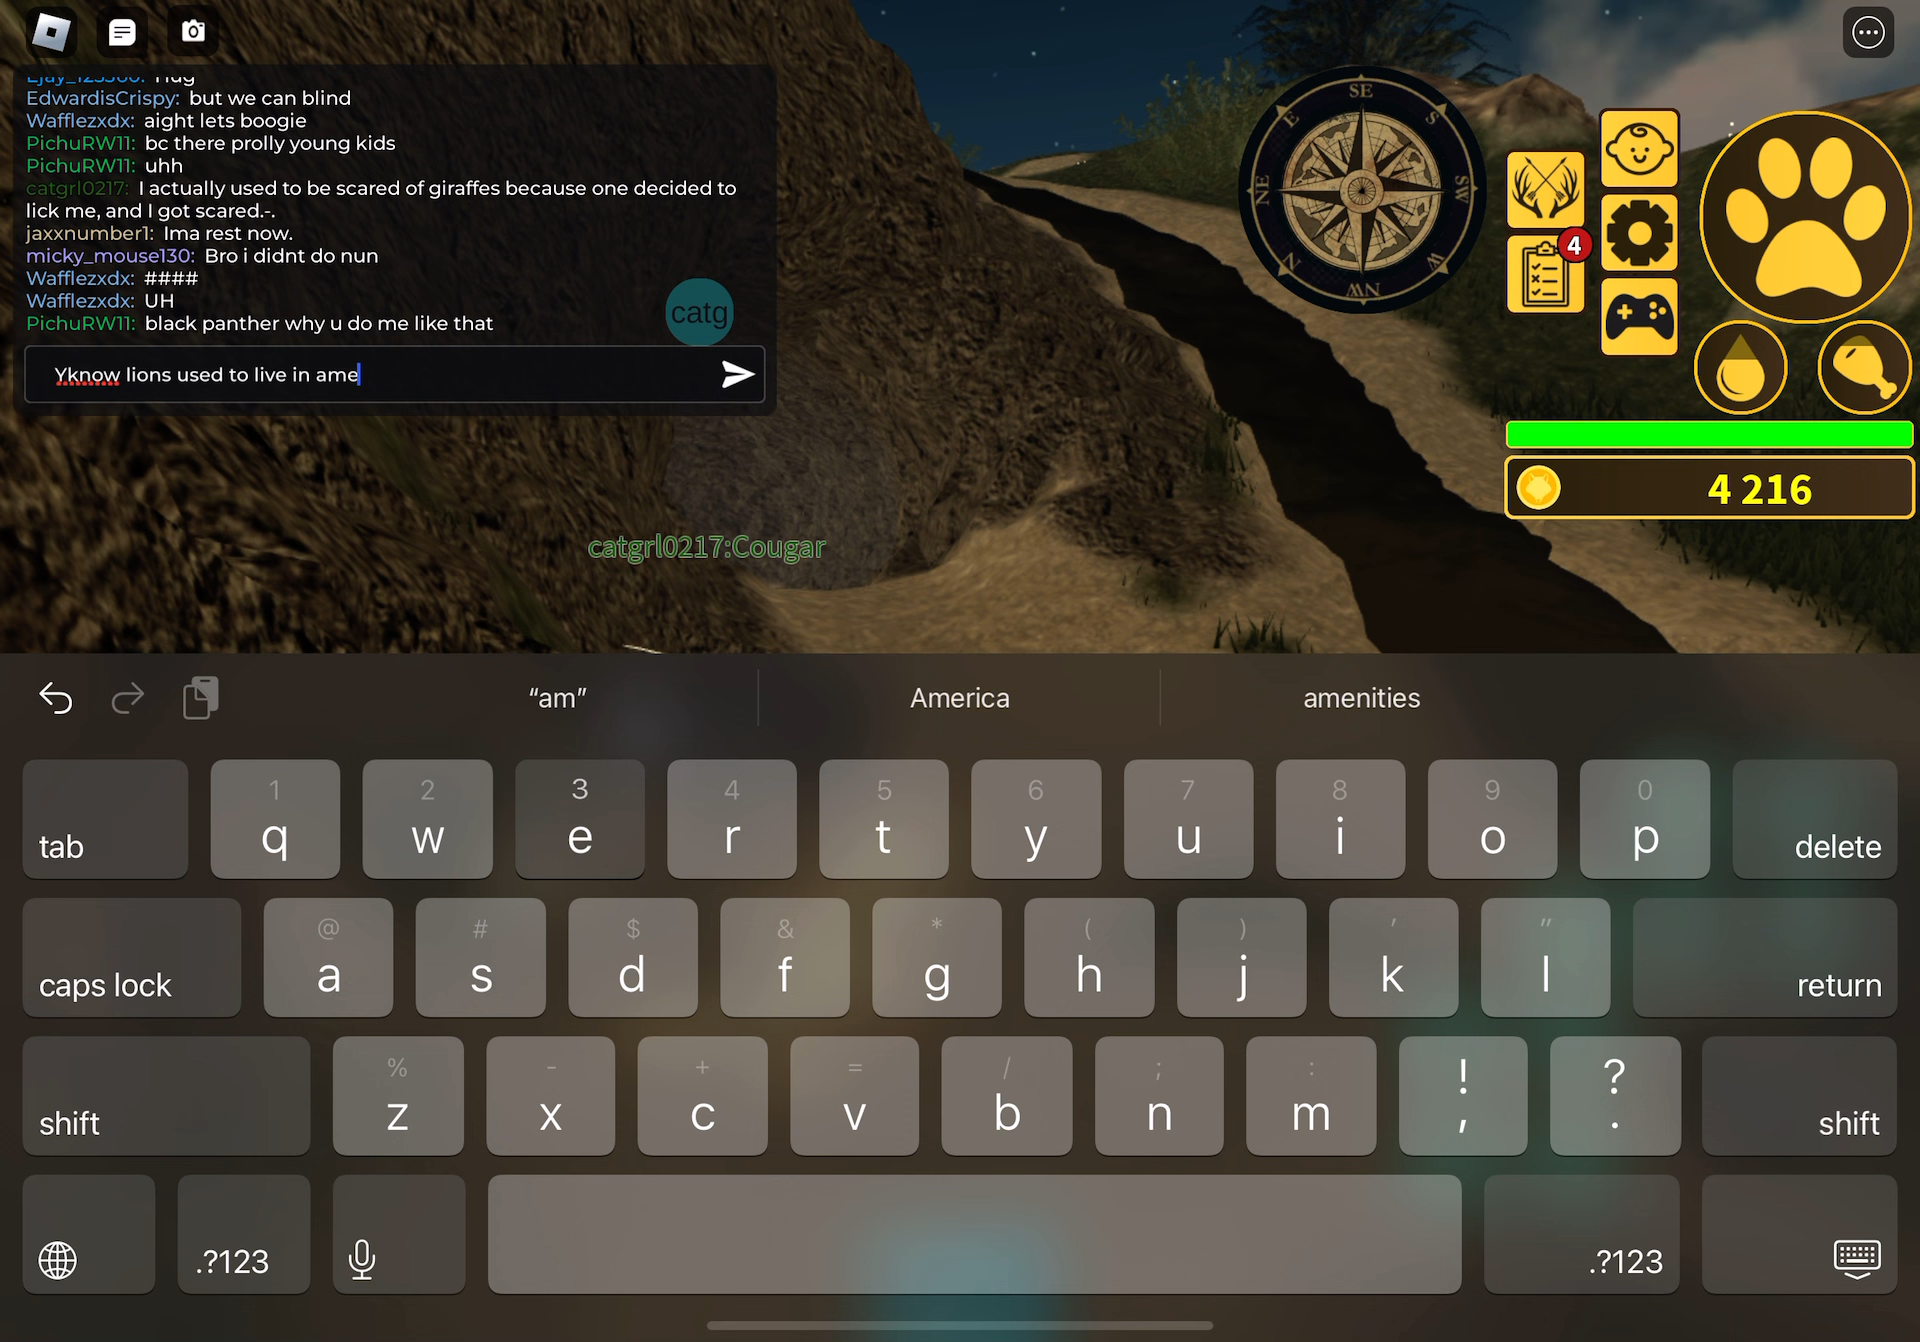 Ejay_123500: Hug
EdwardisCrispy: but we can blind
Wafflezxdx: aight lets boogie
PichuRW11: bc there prolly young kids
PichuRW11: uhh
catgrl0217: I actually used to be scared of giraffes because one decided to
lick me, and I got scared.-.
jaxxnumber1: Ima rest now.
micky_mouse130: Bro i didnt do nun
Wafflezxdx: ####
Wafflezxdx: UH
PichuRW11: black panther why u do me like that
catg
Yknow lions used to live in ame
SE
E S
NE SW
N W
NW
4
4 216
catgrl0217:Cougar
“am” America amenities
1 2 3 4 5 6 7 8 9 0
tab q w e r t y u i o p delete
@ # $ & * ( ) ' "
caps lock a s d f g h j k l return
% - + = / ; : ! ?
shift z x c v b n m , . shift
.?123 .?123